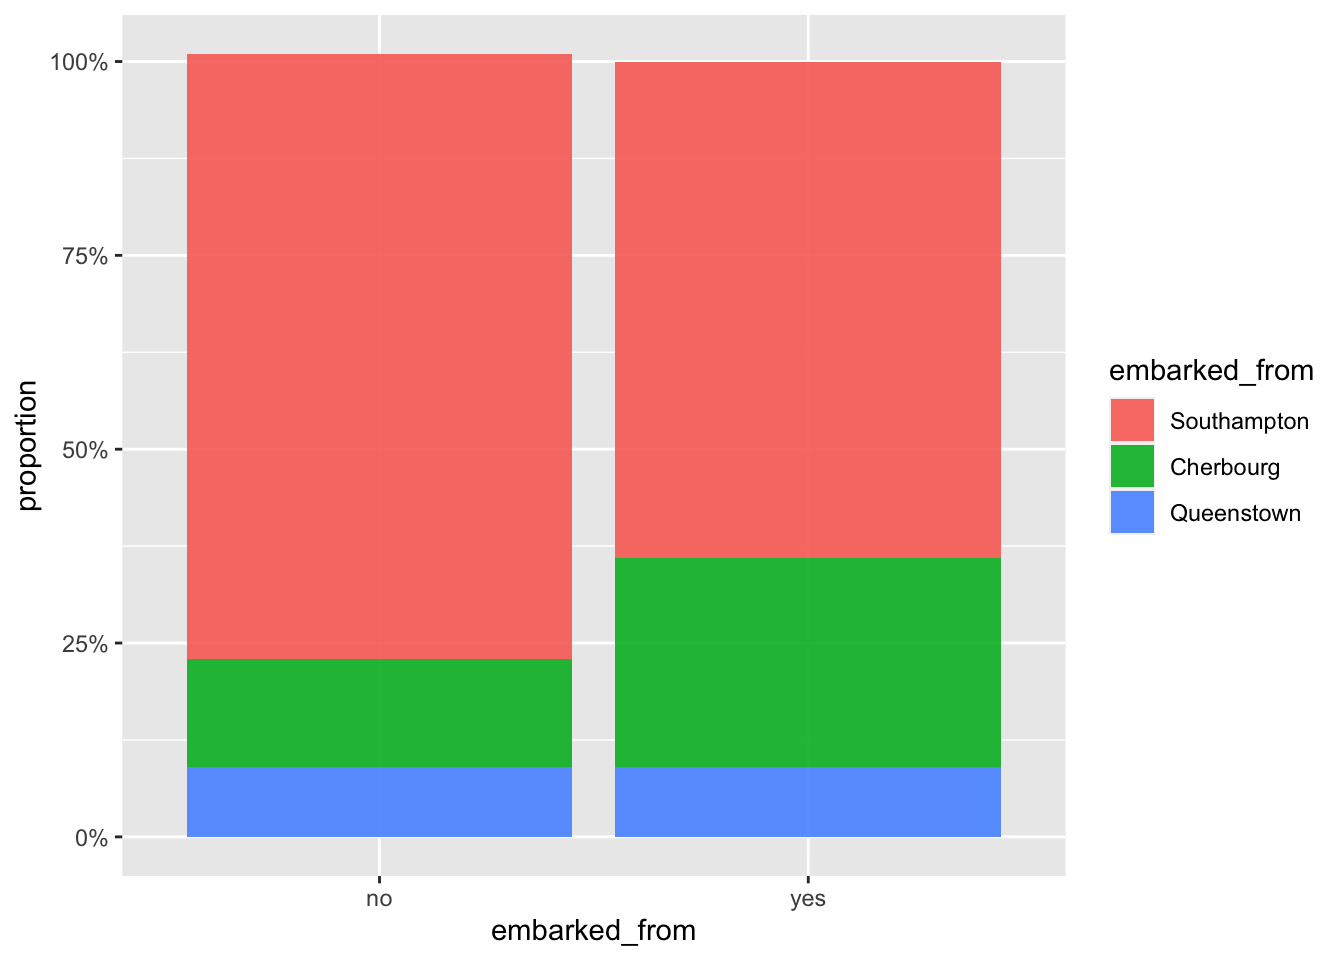 100%
75%
50%
25%
0%
proportion
no
yes
embarked_from
embarked_from
Southampton
Cherbourg
Queenstown